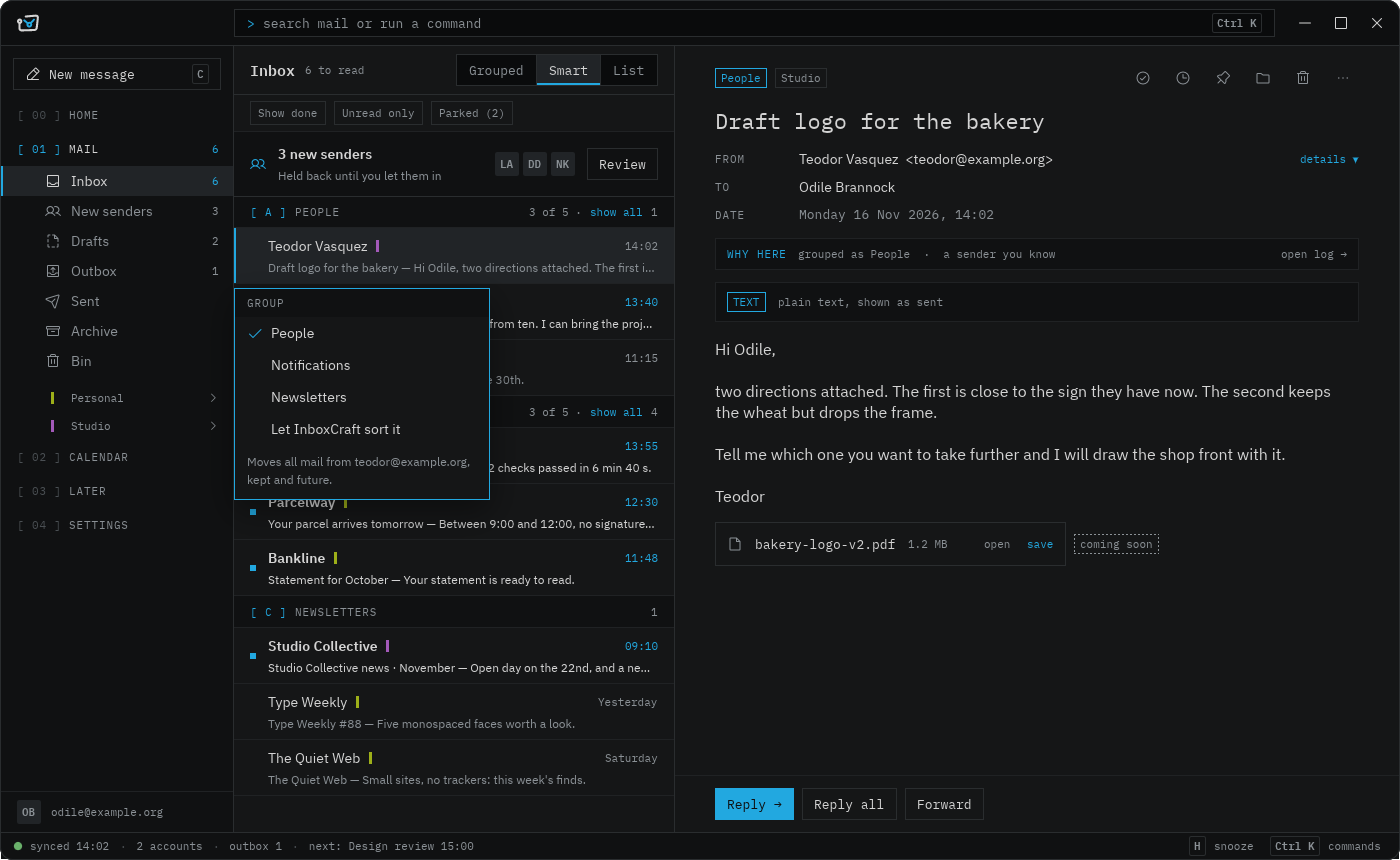 > search mail or run a command Ctrl K
New message C
[ 00 ] HOME
[ 01 ] MAIL 6
Inbox 6
New senders 3
Drafts 2
Outbox 1
Sent
Archive
Bin
Personal
Studio
[ 02 ] CALENDAR
[ 03 ] LATER
[ 04 ] SETTINGS
OB odile@example.org
Inbox 6 to read
Grouped Smart List
Show done Unread only Parked (2)
3 new senders
Held back until you let them in
LA DD NK Review
[ A ] PEOPLE 3 of 5 · show all 1
Teodor Vasquez 14:02
Draft logo for the bakery — Hi Odile, two directions attached. The first i…
13:40
from ten. I can bring the proj…
11:15
30th.
GROUP
People
Notifications
Newsletters
Let InboxCraft sort it
Moves all mail from teodor@example.org,
kept and future.
3 of 5 · show all 4
13:55
2 checks passed in 6 min 40 s.
Parcelway 12:30
Your parcel arrives tomorrow — Between 9:00 and 12:00, no signature…
Bankline 11:48
Statement for October — Your statement is ready to read.
[ C ] NEWSLETTERS 1
Studio Collective 09:10
Studio Collective news · November — Open day on the 22nd, and a ne…
Type Weekly Yesterday
Type Weekly #88 — Five monospaced faces worth a look.
The Quiet Web Saturday
The Quiet Web — Small sites, no trackers: this week's finds.
People Studio
Draft logo for the bakery
FROM Teodor Vasquez <teodor@example.org> details ▾
TO Odile Brannock
DATE Monday 16 Nov 2026, 14:02
WHY HERE grouped as People · a sender you know open log →
TEXT plain text, shown as sent
Hi Odile,
two directions attached. The first is close to the sign they have now. The second keeps
the wheat but drops the frame.
Tell me which one you want to take further and I will draw the shop front with it.
Teodor
bakery-logo-v2.pdf 1.2 MB open save coming soon
Reply → Reply all Forward
synced 14:02 · 2 accounts · outbox 1 · next: Design review 15:00
H snooze Ctrl K commands